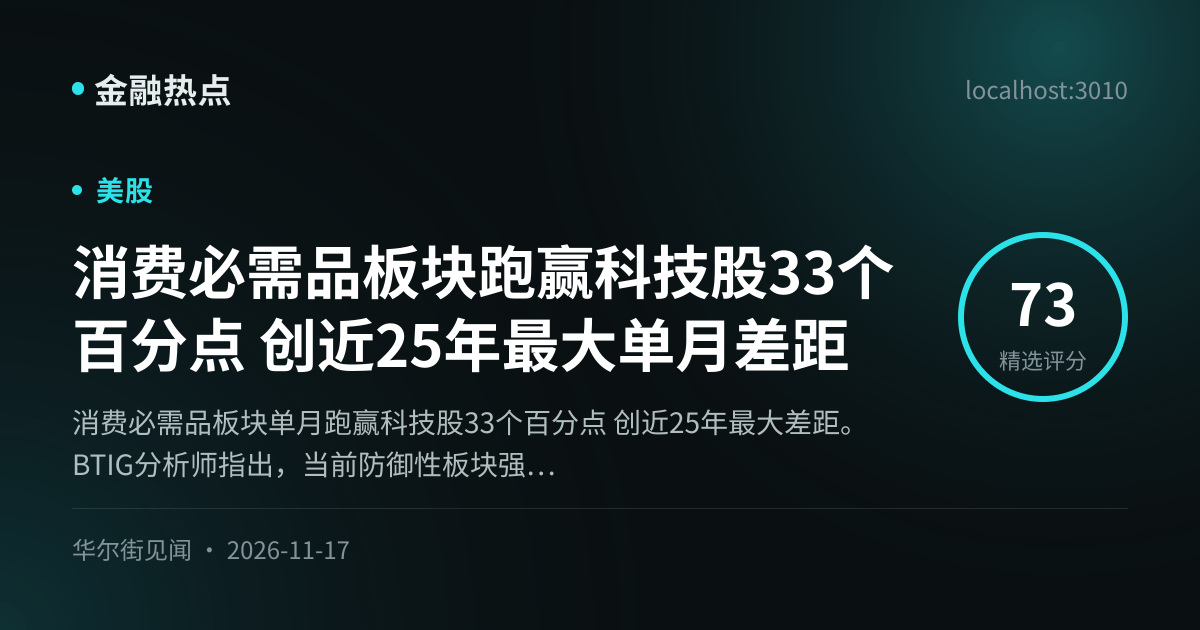 金融热点
localhost:3010
美股
消费必需品板块跑赢科技股33个
百分点 创近25年最大单月差距
73
精选评分
消费必需品板块单月跑赢科技股33个百分点 创近25年最大差距。
BTIG分析师指出，当前防御性板块强…
华尔街见闻 · 2026-11-17